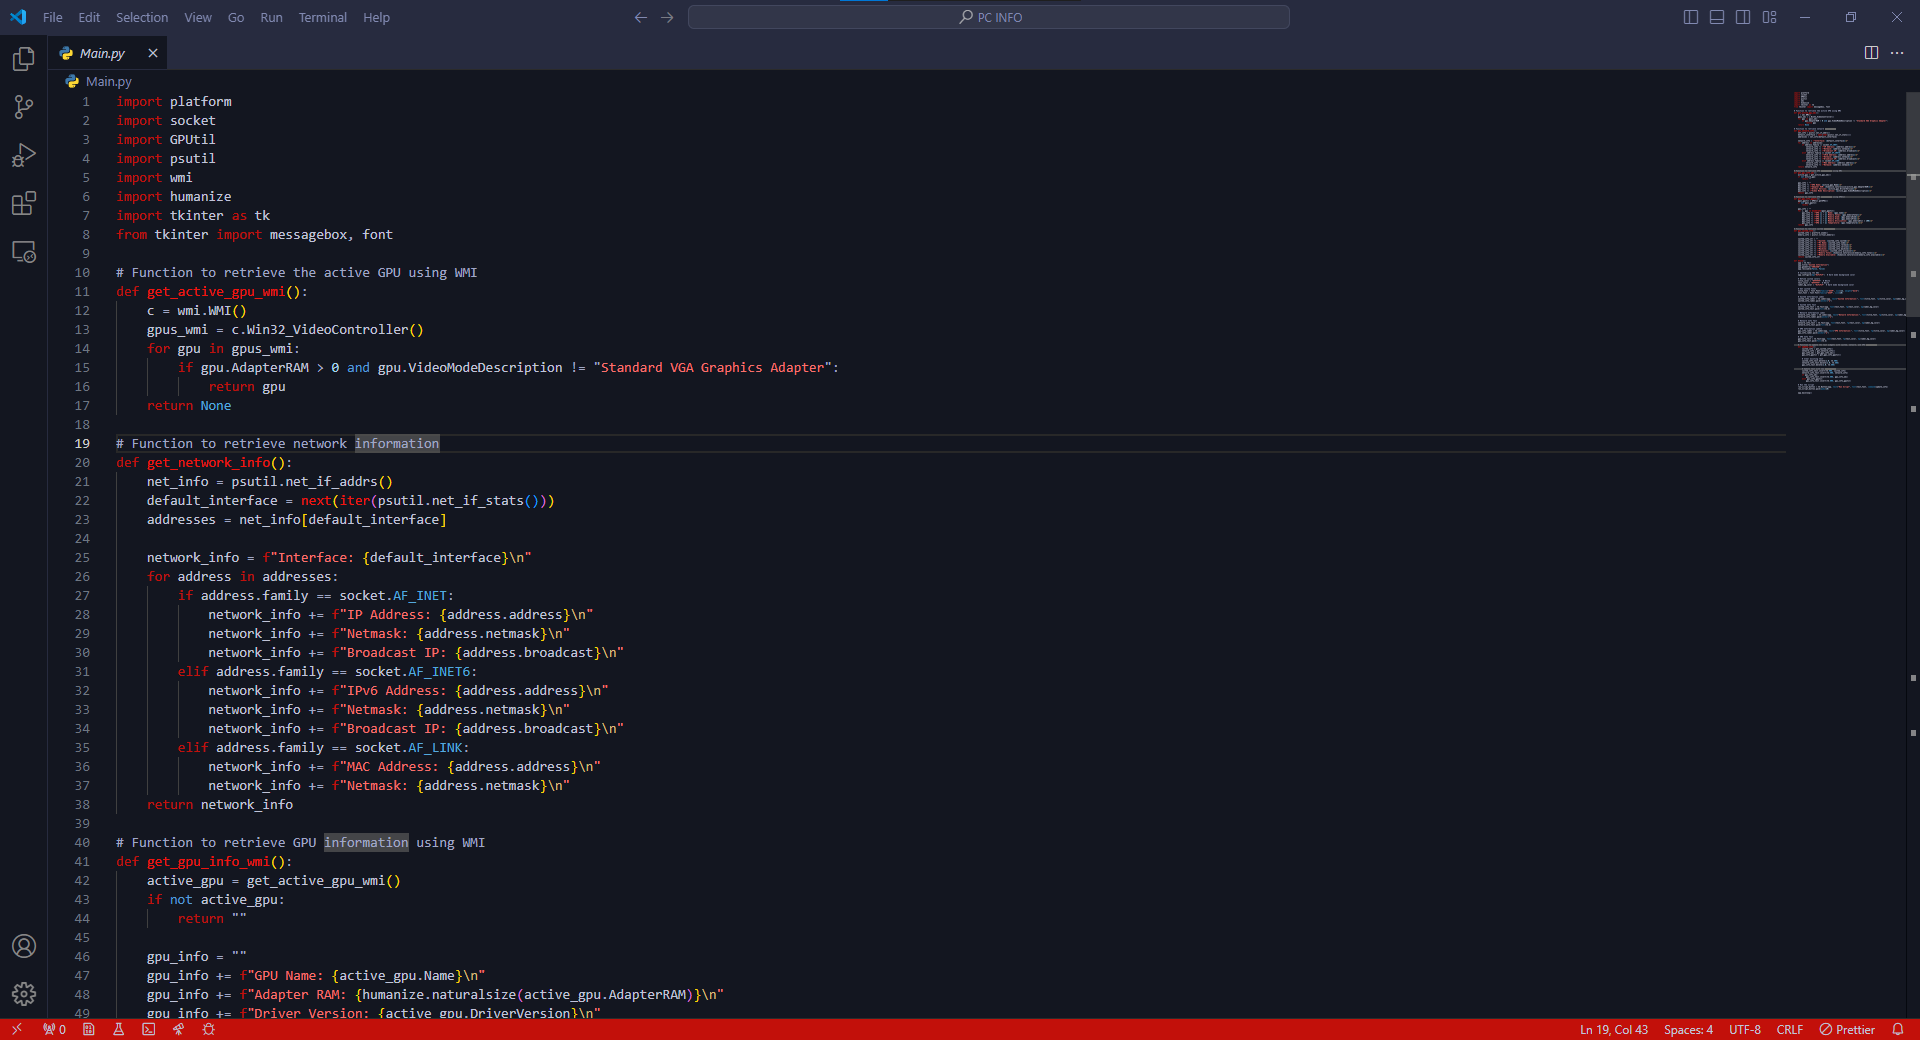 File Edit Selection View Go Run Terminal Help
PC INFO
Main.py
Main.py
1 import platform
2 import socket
3 import GPUtil
4 import psutil
5 import wmi
6 import humanize
7 import tkinter as tk
8 from tkinter import messagebox, font
9
10 # Function to retrieve the active GPU using WMI
11 def get_active_gpu_wmi():
12 c = wmi.WMI()
13 gpus_wmi = c.Win32_VideoController()
14 for gpu in gpus_wmi:
15 if gpu.AdapterRAM > 0 and gpu.VideoModeDescription != "Standard VGA Graphics Adapter":
16 return gpu
17 return None
18
19 # Function to retrieve network information
20 def get_network_info():
21 net_info = psutil.net_if_addrs()
22 default_interface = next(iter(psutil.net_if_stats()))
23 addresses = net_info[default_interface]
24
25 network_info = f"Interface: {default_interface}\n"
26 for address in addresses:
27 if address.family == socket.AF_INET:
28 network_info += f"IP Address: {address.address}\n"
29 network_info += f"Netmask: {address.netmask}\n"
30 network_info += f"Broadcast IP: {address.broadcast}\n"
31 elif address.family == socket.AF_INET6:
32 network_info += f"IPv6 Address: {address.address}\n"
33 network_info += f"Netmask: {address.netmask}\n"
34 network_info += f"Broadcast IP: {address.broadcast}\n"
35 elif address.family == socket.AF_LINK:
36 network_info += f"MAC Address: {address.address}\n"
37 network_info += f"Netmask: {address.netmask}\n"
38 return network_info
39
40 # Function to retrieve GPU information using WMI
41 def get_gpu_info_wmi():
42 active_gpu = get_active_gpu_wmi()
43 if not active_gpu:
44 return ""
45
46 gpu_info = ""
47 gpu_info += f"GPU Name: {active_gpu.Name}\n"
48 gpu_info += f"Adapter RAM: {humanize.naturalsize(active_gpu.AdapterRAM)}\n"
49 gpu_info += f"Driver Version: {active_gpu.DriverVersion}\n"
0 Ln 19, Col 43 Spaces: 4 UTF-8 CRLF Prettier